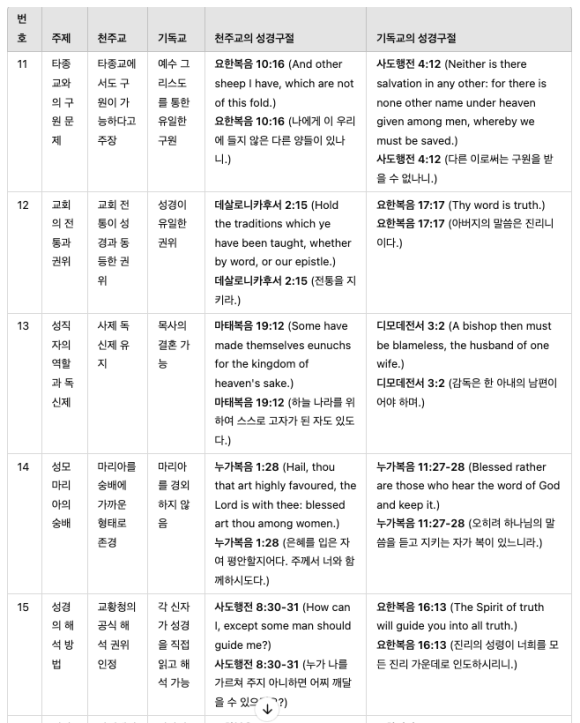 번
호
주제
천주교
기독교
천주교의 성경구절
기독교의 성경구절
11
타종
교와
의 구
원 문
제
타종교에
서도 구
원이 가
능하다고
주장
예수 그
리스도
를 통한
유일한
구원
요한복음 10:16 (And other
sheep I have, which are not
of this fold.)
요한복음 10:16 (나에게 이 우리
에 들지 않은 다른 양들이 있나
니.)
사도행전 4:12 (Neither is there
salvation in any other: for there is
none other name under heaven
given among men, whereby we
must be saved.)
사도행전 4:12 (다른 이로써는 구원을 받
을 수 없나니.)
12
교회
의 전
통과
권위
교회 전
통이 성
경과 동
등한 권
위
성경이
유일한
권위
데살로니카후서 2:15 (Hold
the traditions which ye
have been taught, whether
by word, or our epistle.)
데살로니카후서 2:15 (전통을 지
키라.)
요한복음 17:17 (Thy word is truth.)
요한복음 17:17 (아버지의 말씀은 진리니
이다.)
13
성직
자의
역할
과 독
신제
사제 독
신제 유
지
목사의
결혼 가
능
마태복음 19:12 (Some have
made themselves eunuchs
for the kingdom of
heaven's sake.)
마태복음 19:12 (하늘 나라를 위
하여 스스로 고자가 된 자도 있도
다.)
디모데전서 3:2 (A bishop then must
be blameless, the husband of one
wife.)
디모데전서 3:2 (감독은 한 아내의 남편이
어야 하며.)
14
성모
마리
아의
숭배
마리아를
숭배에
가까운
형태로
존경
마리아
를 경외
하지 않
음
누가복음 1:28 (Hail, thou
that art highly favoured, the
Lord is with thee: blessed
art thou among women.)
누가복음 1:28 (은혜를 입은 자
여 평안할지어다. 주께서 너와 함
께하시도다.)
누가복음 11:27-28 (Blessed rather
are those who hear the word of God
and keep it.)
누가복음 11:27-28 (오히려 하나님의 말
씀을 듣고 지키는 자가 복이 있느니라.)
15
성경
의 해
석 방
법
교황청의
공식 해
석 권위
인정
각 신자
가 성경
을 직접
읽고 해
석 가능
사도행전 8:30-31 (How can
I, except some man should
guide me?)
사도행전 8:30-31 (누가 나를
가르쳐 주지 아니하면 어찌 깨달
을 수 있으?)
요한복음 16:13 (The Spirit of truth
will guide you into all truth.)
요한복음 16:13 (진리의 성령이 너희를 모
든 진리 가운데로 인도하시리니.)